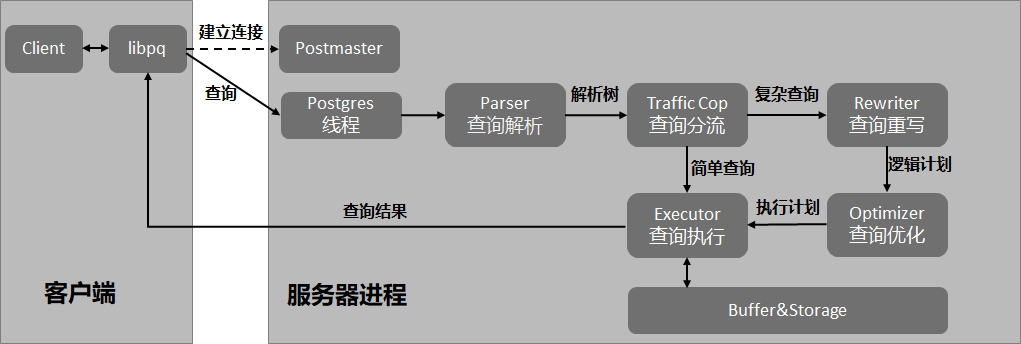 Client
libpq
建立连接
Postmaster
查询
Postgres
线程
Parser
查询解析
解析树
Traffic Cop
查询分流
复杂查询
Rewriter
查询重写
简单查询
逻辑计划
查询结果
Executor
查询执行
执行计划
Optimizer
查询优化
客户端
服务器进程
Buffer&Storage